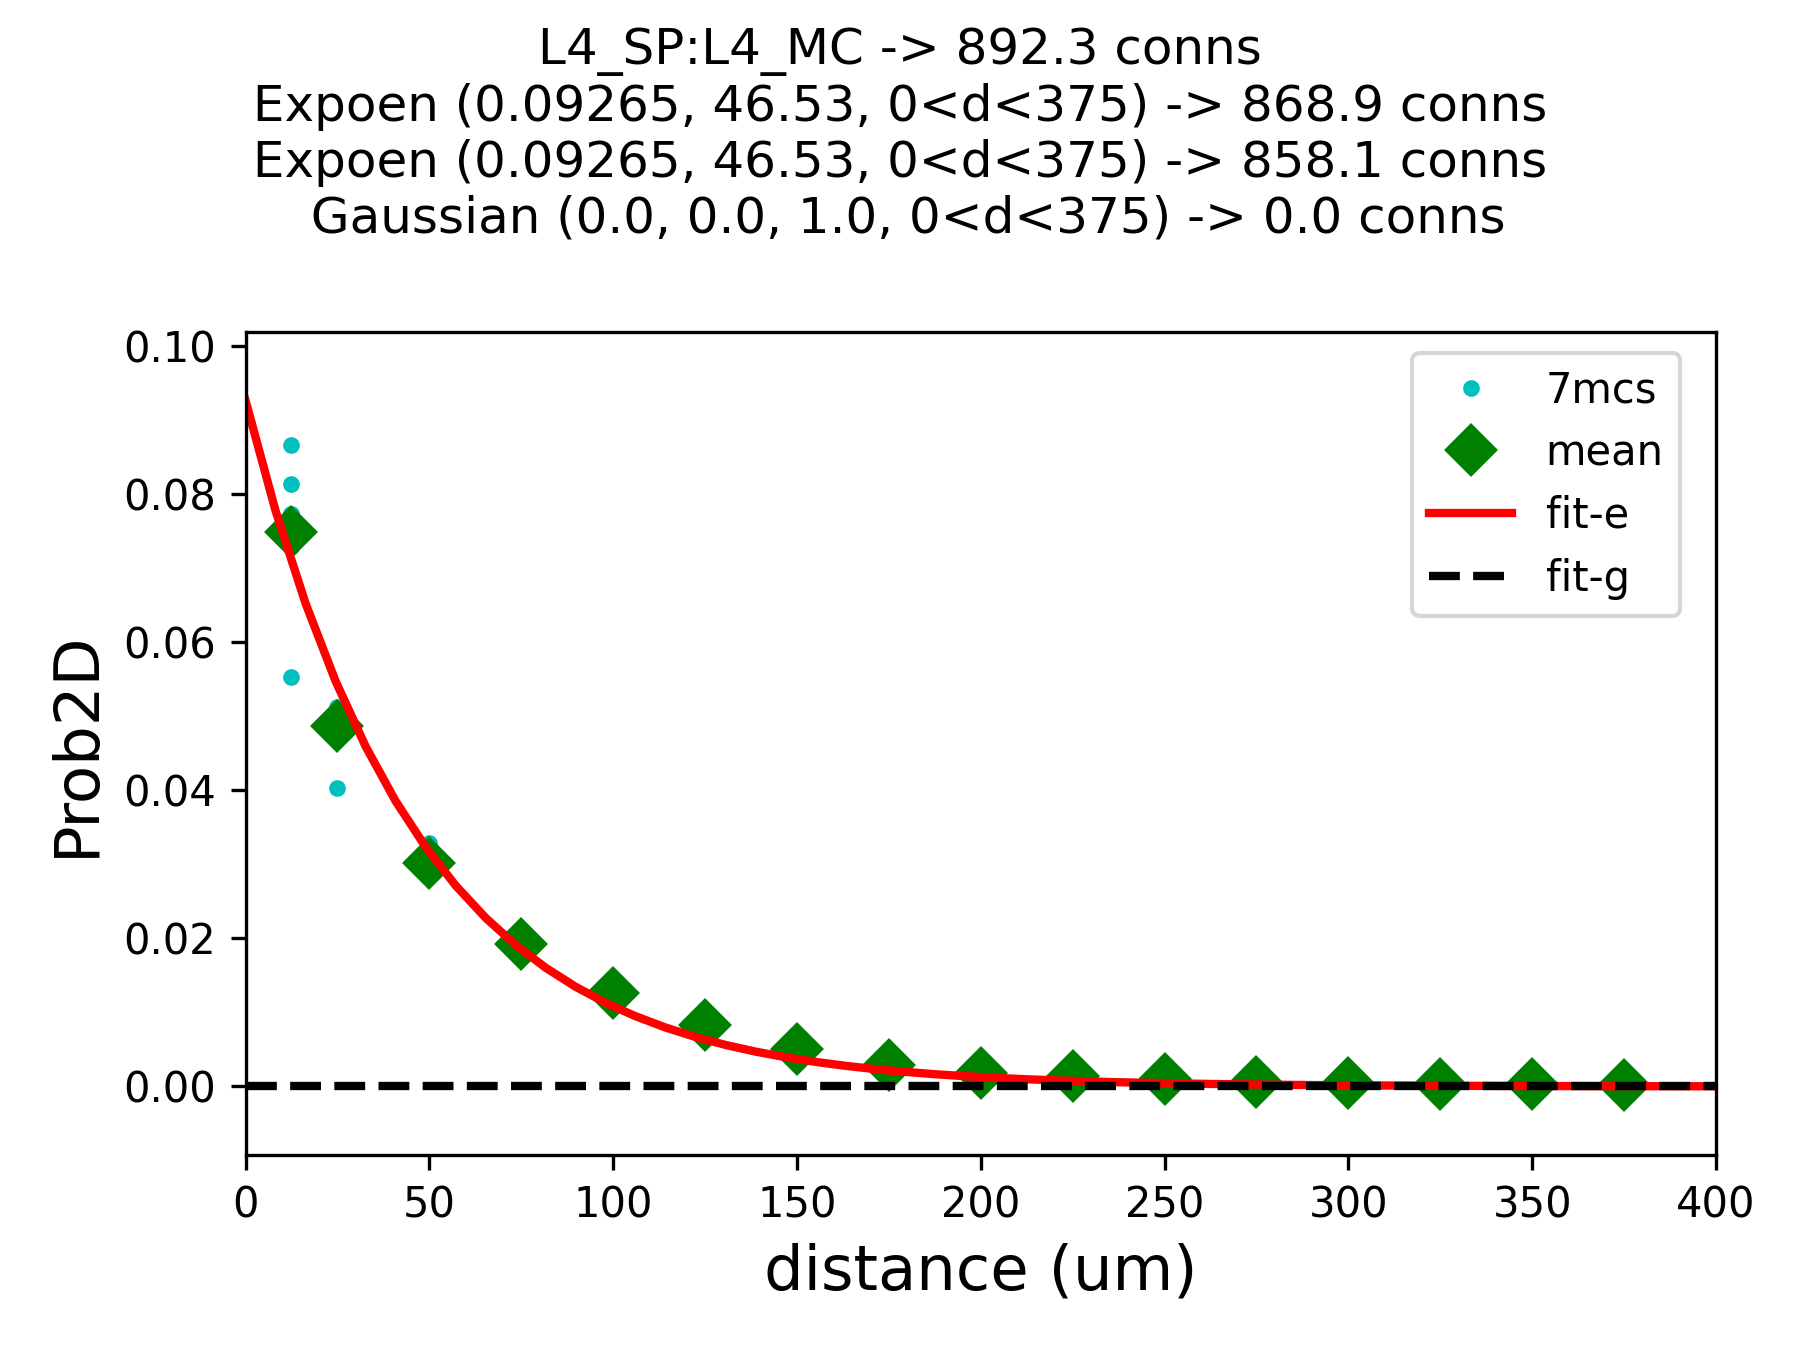 L4_SP:L4_MC -> 892.3 conns
Expoen (0.09265, 46.53, 0<d<375) -> 868.9 conns
Expoen (0.09265, 46.53, 0<d<375) -> 858.1 conns
Gaussian (0.0, 0.0, 1.0, 0<d<375) -> 0.0 conns
7mcs
mean
fit-e
fit-g
Prob2D
0.10
0.08
0.06
0.04
0.02
0.00
0 50 100 150 200 250 300 350 400
distance (um)